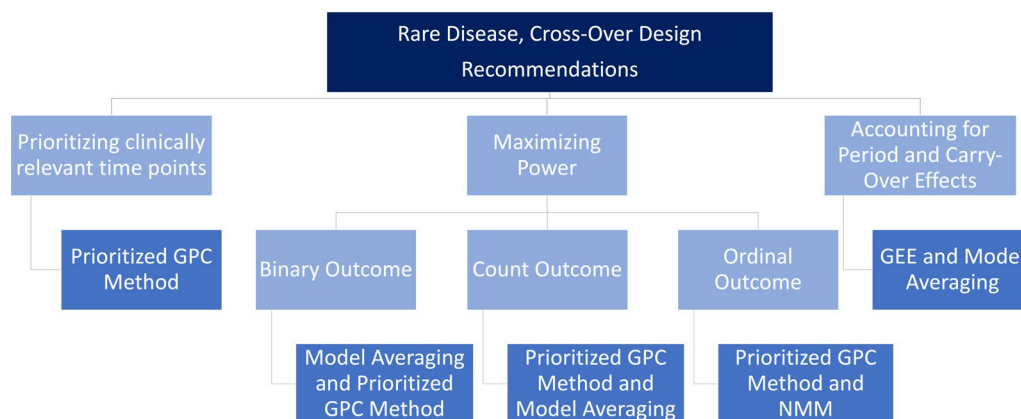 Rare Disease, Cross-Over Design
Recommendations
Prioritizing clinically
relevant time points
Maximizing
Power
Accounting for
Period and Carry-
Over Effects
Prioritized GPC
Method
Binary Outcome
Count Outcome
Ordinal
Outcome
GEE and Mode
Averaging
Model Averaging
and Prioritized
GPC Method
Prioritized GPC
Method and
Model Averaging
Prioritized GPC
Method and
NMM